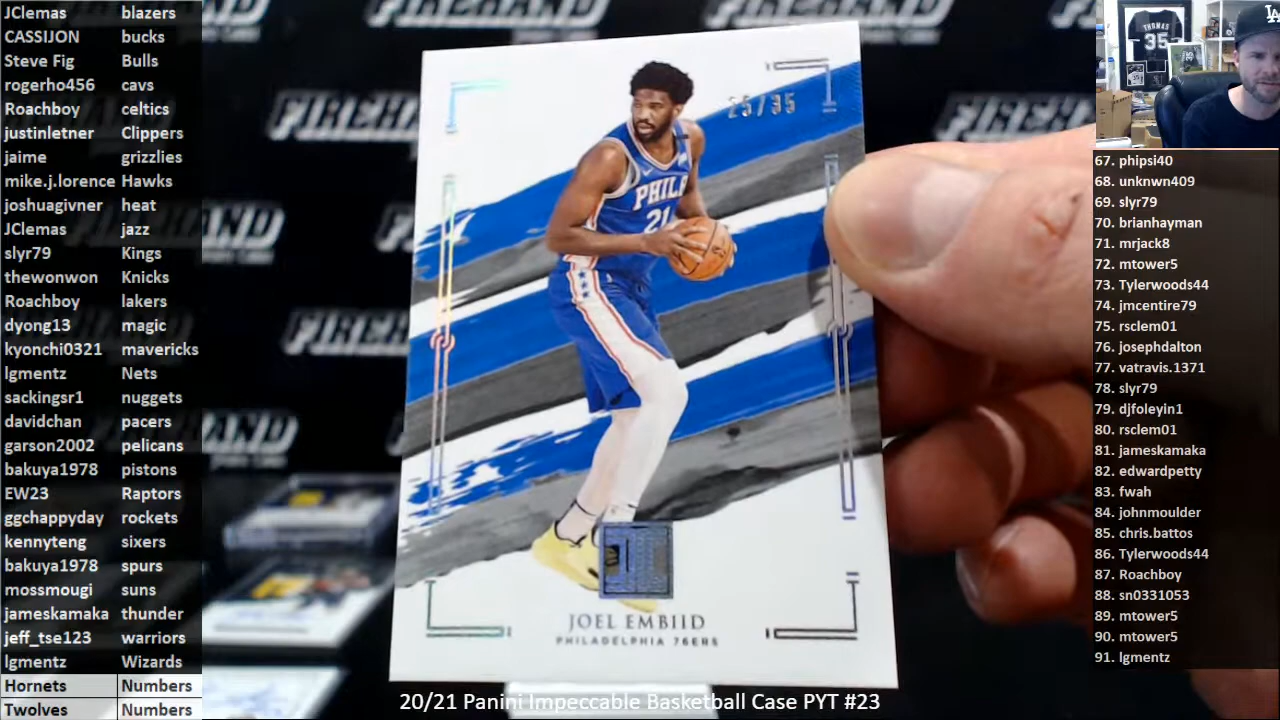 JClemas blazers
CASSIJON bucks
Steve Fig Bulls
rogerho456 cavs
Roachboy celtics
justinletner Clippers
jaime grizzlies
mike.j.lorence Hawks
joshuagivner heat
JClemas jazz
slyr79 Kings
thewonwon Knicks
Roachboy lakers
dyong13 magic
kyonchi0321 mavericks
lgmentz Nets
sackingsr1 nuggets
davidchan pacers
garson2002 pelicans
bakuya1978 pistons
EW23 Raptors
ggchappyday rockets
kennyteng sixers
bakuya1978 spurs
mossmougi suns
jameskamaka thunder
jeff_tse123 warriors
lgmentz Wizards
Hornets Numbers
Twolves Numbers
FIREHAND
FIREHAND
FIREHAND
25/35
PHILA
21
JOEL EMBIID
PHILADELPHIA 76ERS
20/21 Panini Impeccable Basketball Case PYT #23
LA
THOMAS
35
67. phipsi40
68. unknwn409
69. slyr79
70. brianhayman
71. mrjack8
72. mtower5
73. Tylerwoods44
74. jmcentire79
75. rsclem01
76. josephdalton
77. vatravis.1371
78. slyr79
79. djfoleyin1
80. rsclem01
81. jameskamaka
82. edwardpetty
83. fwah
84. johnmoulder
85. chris.battos
86. Tylerwoods44
87. Roachboy
88. sn0331053
89. mtower5
90. mtower5
91. lgmentz